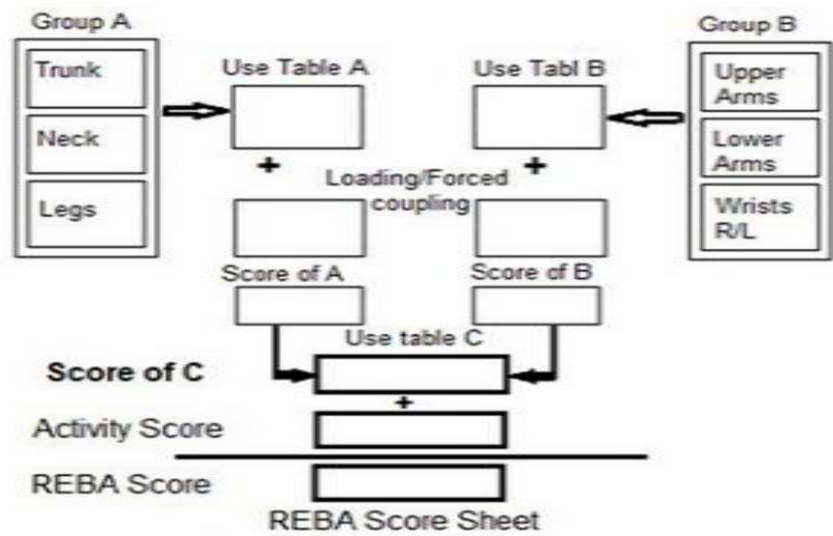 Group A
Group B
Trunk
Neck
Legs
Use Table A
Use Tabl B
Upper
Arms
Lower
Arms
Wrists
R/L
+
+
Loading/Forced
coupling
Score of A
Score of B
Use table C
Score of C
+
Activity Score
REBA Score
REBA Score Sheet